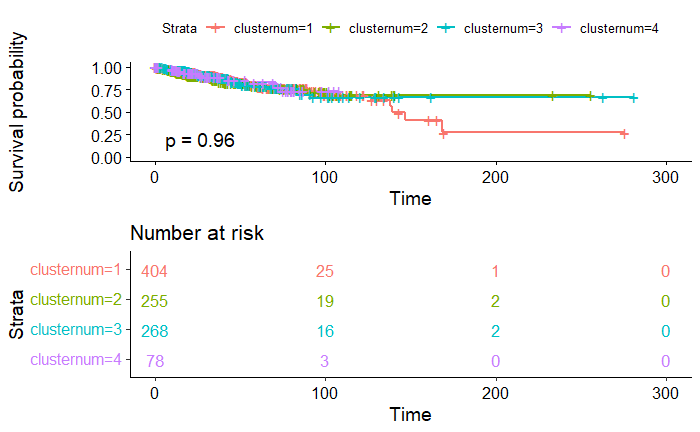 Strata clusternum=1 clusternum=2 clusternum=3 clusternum=4
Survival probability
1.00
0.75
0.50
0.25
0.00
p = 0.96
0 100 200 300
Time
Number at risk
Strata
clusternum=1 404 25 1 0
clusternum=2 255 19 2 0
clusternum=3 268 16 2 0
clusternum=4 78 3 0 0
0 100 200 300
Time